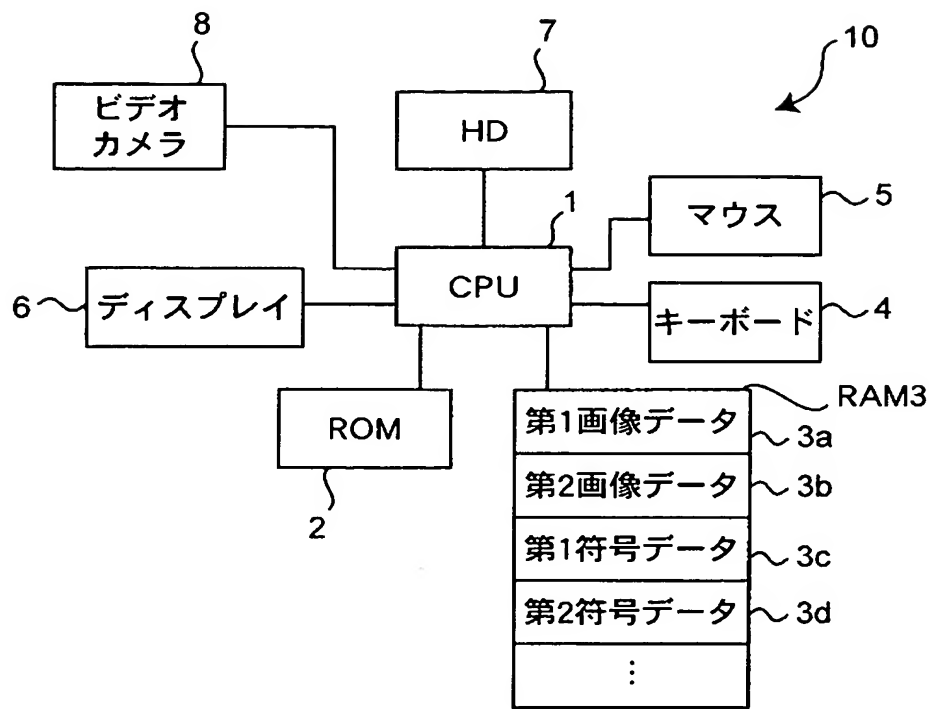 8
7
10
ビデオ
カメラ
HD
5
マウス
1
CPU
6
ディスプレイ
キーボード
4
RAM3
ROM
2
第1画像データ
3a
第2画像データ
3b
第1符号データ
3c
第2符号データ
3d
⋮